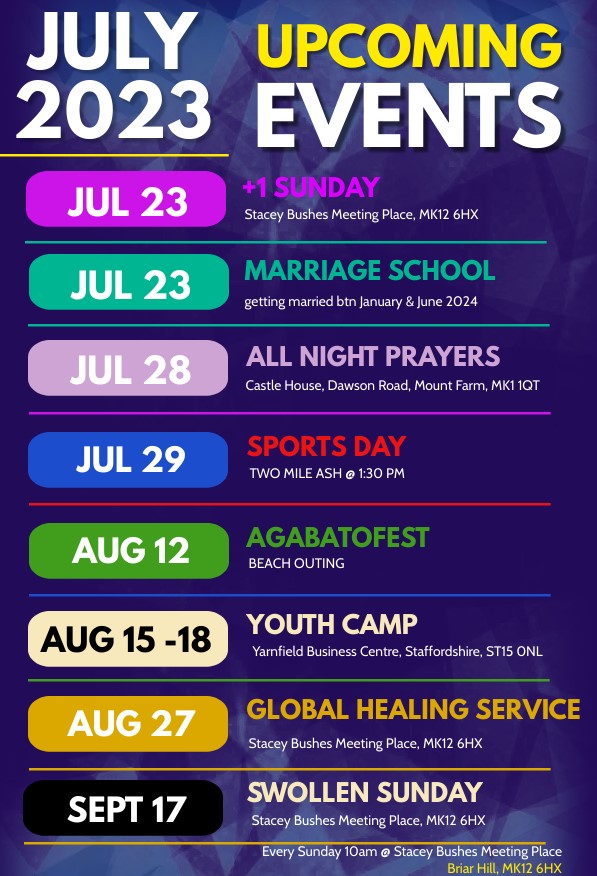 JULY
2023
UPCOMING
EVENTS
JUL 23
+1 SUNDAY
Stacey Bushes Meeting Place, MK12 6HX
JUL 23
MARRIAGE SCHOOL
getting married btn January & June 2024
JUL 28
ALL NIGHT PRAYERS
Castle House, Dawson Road, Mount Farm, MK1 1QT
JUL 29
SPORTS DAY
TWO MILE ASH @ 1:30 PM
AUG 12
AGABATOFEST
BEACH OUTING
AUG 15 -18
YOUTH CAMP
Yarnfield Business Centre, Staffordshire, ST15 0NL
AUG 27
GLOBAL HEALING SERVICE
Stacey Bushes Meeting Place, MK12 6HX
SEPT 17
SWOLLEN SUNDAY
Stacey Bushes Meeting Place, MK12 6HX
Every Sunday 10am @ Stacey Bushes Meeting Place
Briar Hill, MK12 6HX